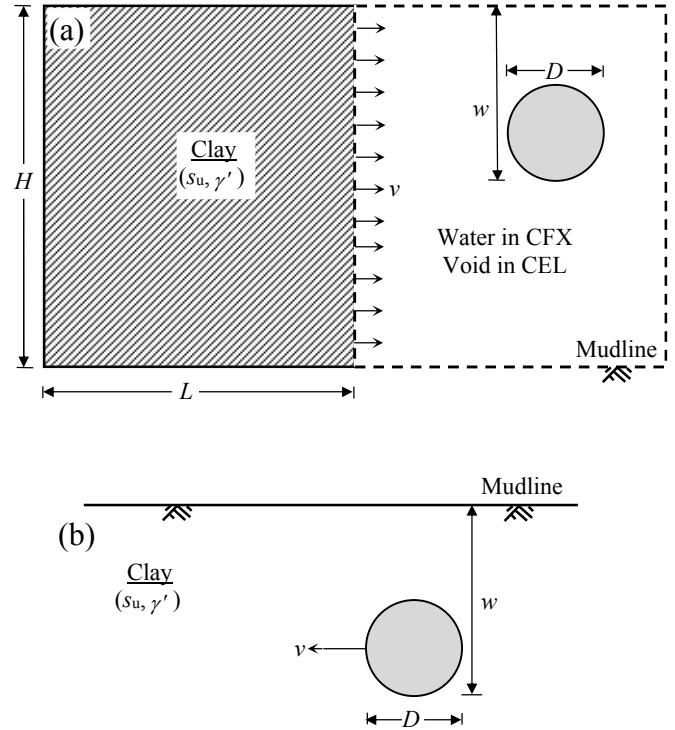 (a)
D
w
Clay
(su, γ′)
H
v
Water in CFX
Void in CEL
Mudline
L
Mudline
(b)
Clay
(su, γ′)
w
v
D